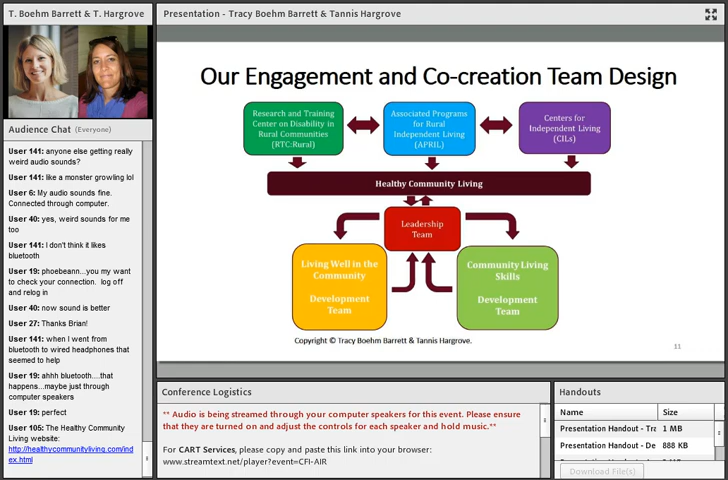 T. Boehm Barrett & T. Hargrove
Audience Chat (Everyone)
User 141: anyone else getting really
weird audio sounds?
User 141: like a monster growling lol
User 6: My audio sounds fine.
Connected through computer.
User 40: yes, weird sounds for me
too
User 141: I don't think it likes
bluetooth
User 19: phoebeann...you my want
to check your connection. log off
and relog in
User 40: now sound is better
User 27: Thanks Brian!
User 141: when I went from
bluetooth to wired headphones that
seemed to help
User 19: ahhh bluetooth....that
happens...maybe just through
computer speakers
User 19: perfect
User 105: The Healthy Community
Living website:
http://healthycommunityliving.com/ind
ex.html
Presentation - Tracy Boehm Barrett & Tannis Hargrove
Our Engagement and Co-creation Team Design
Research and Training
Center on Disability in
Rural Communities
(RTC:Rural)
Associated Programs
for Rural
Independent Living
(APRIL)
Centers for
Independent Living
(CILs)
Healthy Community Living
Leadership
Team
Living Well in the
Community
Development
Team
Community Living
Skills
Development
Team
Copyright © Tracy Boehm Barrett & Tannis Hargrove.
11
Conference Logistics
** Audio is being streamed through your computer speakers for this event. Please ensure
that they are turned on and adjust the controls for each speaker and hold music.**
For CART Services, please copy and paste this link into your browser:
www.streamtext.net/player?event=CFI-AIR
Handouts
Name Size
Presentation Handout - Tra 1 MB
Presentation Handout - De 888 KB
Download File(s)